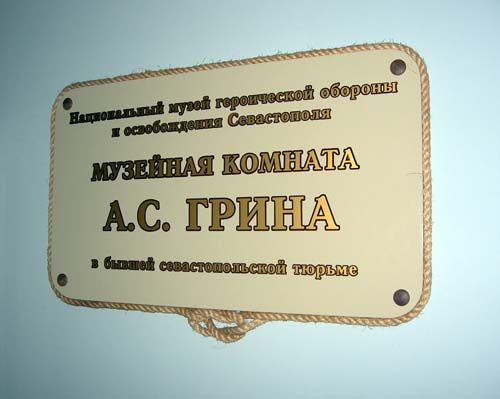 Национальный музей героической обороны
и освобождения Севастополя
МУЗЕЙНАЯ КОМНАТА
А.С. ГРИНА
в бывшей севастопольской тюрьме